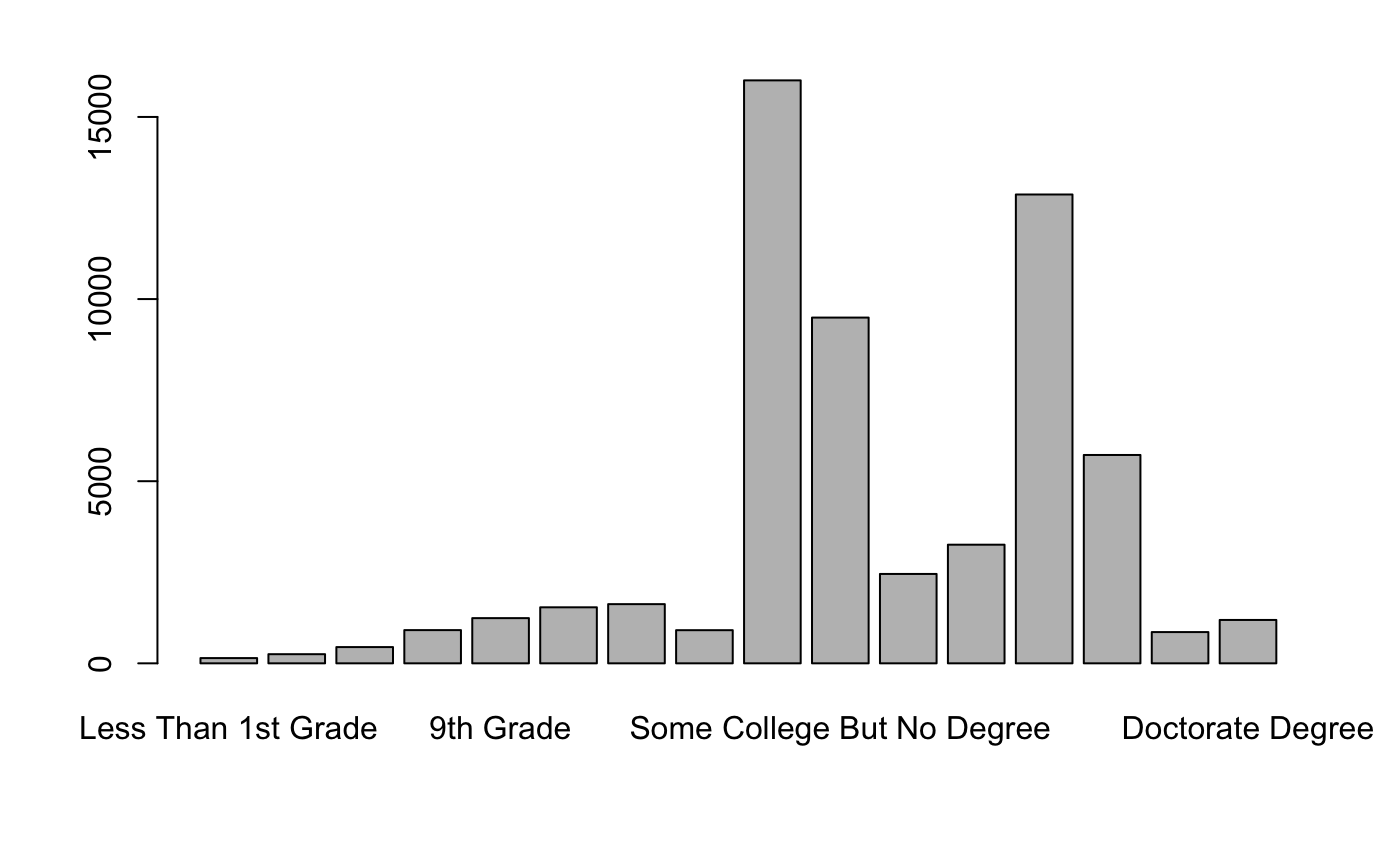 15000
10000
5000
0
Less Than 1st Grade
9th Grade
Some College But No Degree
Doctorate Degree